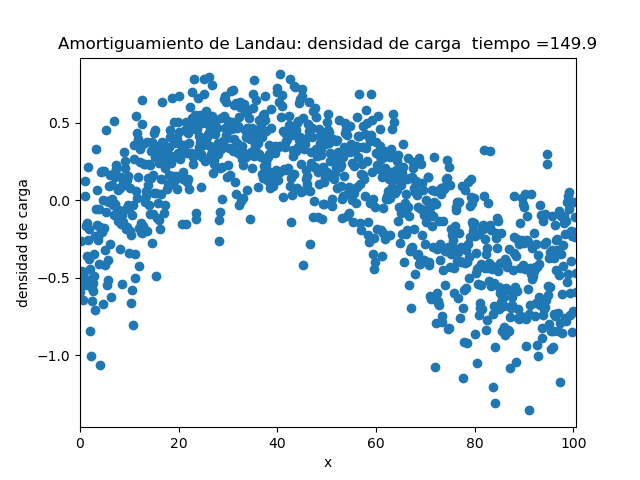 Amortiguamiento de Landau: densidad de carga  tiempo =149.9
densidad de carga
0.5
0.0
−0.5
−1.0
0 20 40 60 80 100
x